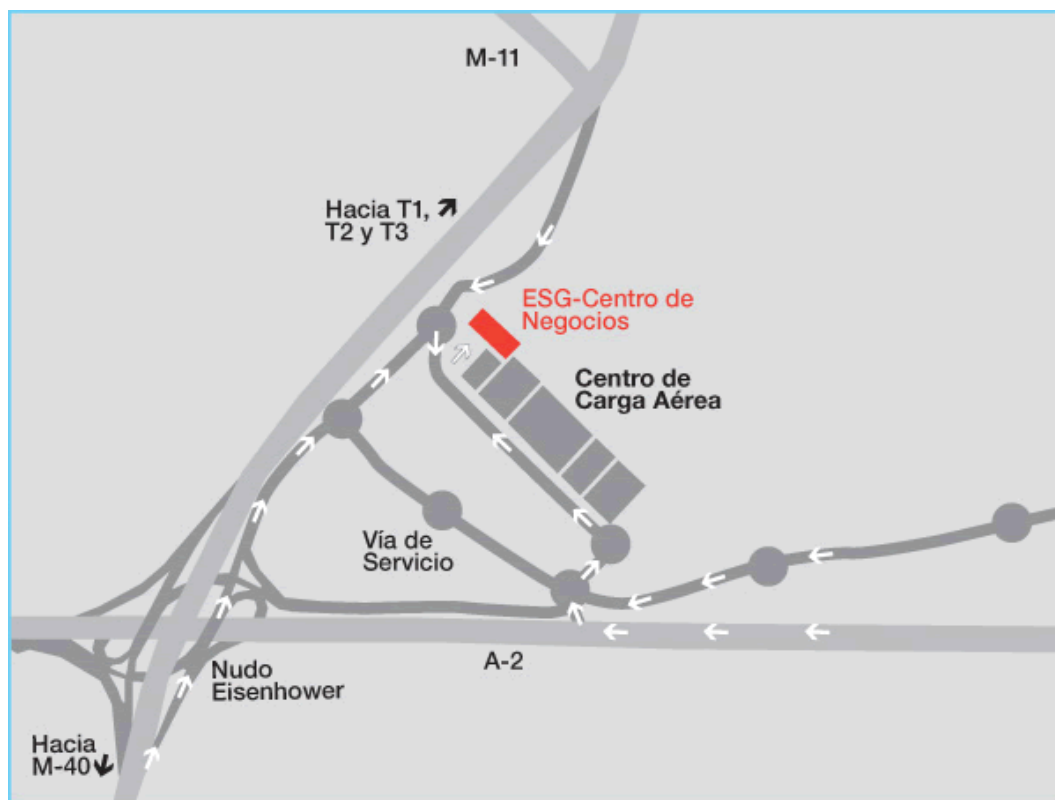 M-11
Hacia T1,
T2 y T3
ESG-Centro de
Negocios
Centro de
Carga Aérea
Vía de
Servicio
A-2
Nudo
Eisenhower
Hacia
M-40